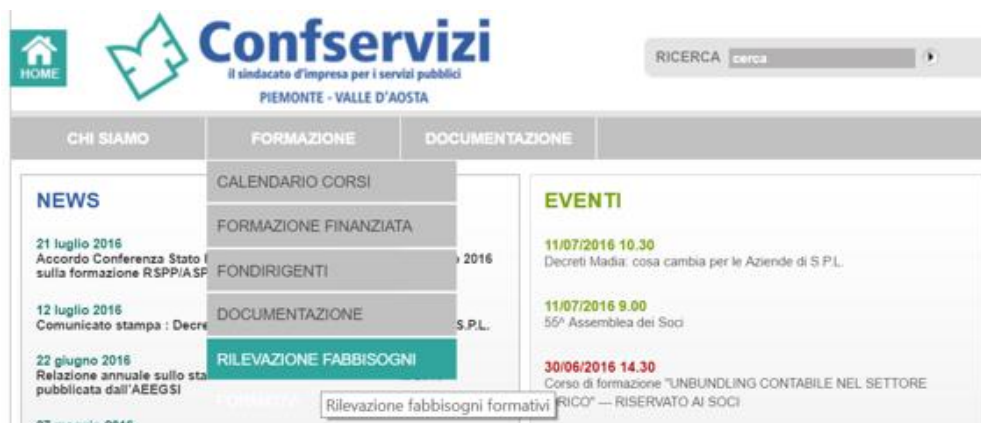 HOME
Confservizi
il sindacato d'impresa per i servizi pubblici
PIEMONTE - VALLE D'AOSTA
RICERCA cerca
CHI SIAMO FORMAZIONE DOCUMENTAZIONE
CALENDARIO CORSI
FORMAZIONE FINANZIATA
FONDIRIGENTI
DOCUMENTAZIONE
RILEVAZIONE FABBISOGNI
Rilevazione fabbisogni formativi
NEWS
21 luglio 2016
Accordo Conferenza Stato 2016
sulla formazione RSPP/ASP
12 luglio 2016
Comunicato stampa : Decre S.P.L.
22 giugno 2016
Relazione annuale sullo sta
pubblicata dall'AEEGSI
EVENTI
11/07/2016 10.30
Decreti Madia: cosa cambia per le Aziende di S.P.L.
11/07/2016 9.00
55^ Assemblea dei Soci
30/06/2016 14.30
Corso di formazione "UNBUNDLING CONTABILE NEL SETTORE
RICO" --- RISERVATO AI SOCI